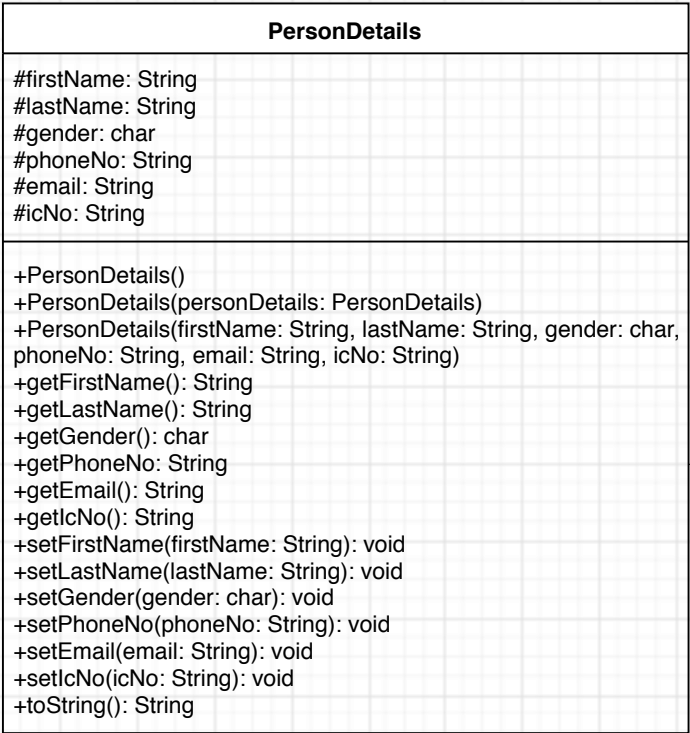 PersonDetails
#firstName: String
#lastName: String
#gender: char
#phoneNo: String
#email: String
#icNo: String
+PersonDetails()
+PersonDetails(personDetails: PersonDetails)
+PersonDetails(firstName: String, lastName: String, gender: char,
phoneNo: String, email: String, icNo: String)
+getFirstName(): String
+getLastName(): String
+getGender(): char
+getPhoneNo: String
+getEmail(): String
+getIcNo(): String
+setFirstName(firstName: String): void
+setLastName(lastName: String): void
+setGender(gender: char): void
+setPhoneNo(phoneNo: String): void
+setEmail(email: String): void
+setIcNo(icNo: String): void
+toString(): String